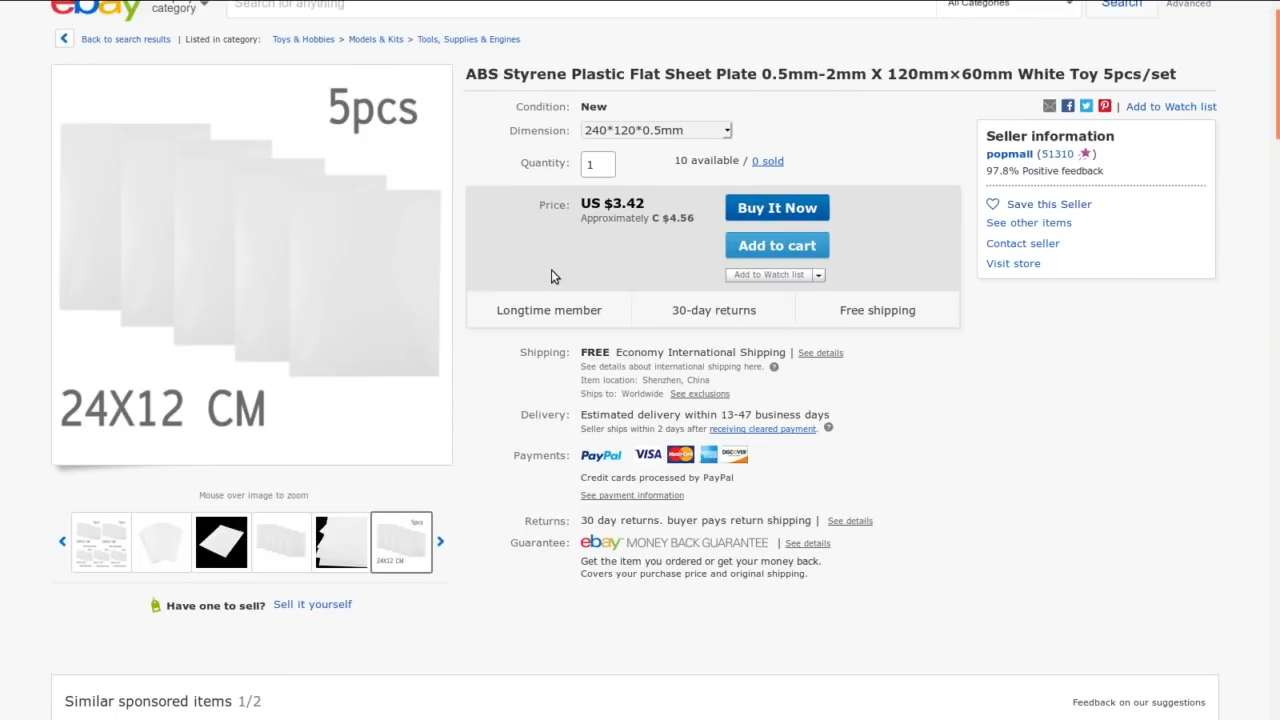 ebay
category
Search for anything
All Categories
Search
Advanced
Back to search results | Listed in category: Toys & Hobbies > Models & Kits > Tools, Supplies & Engines
5pcs
24X12 CM
Mouse over image to zoom
5pcs
24X12 CM
Have one to sell? Sell it yourself
ABS Styrene Plastic Flat Sheet Plate 0.5mm-2mm X 120mm×60mm White Toy 5pcs/set
Condition: New
Dimension: 240*120*0.5mm
Quantity: 1 10 available / 0 sold
Price: US $3.42
Approximately C $4.56
Buy It Now
Add to cart
Add to Watch list
Longtime member 30-day returns Free shipping
Shipping: FREE Economy International Shipping | See details
See details about international shipping here. ?
Item location: Shenzhen, China
Ships to: Worldwide See exclusions
Delivery: Estimated delivery within 13-47 business days
Seller ships within 2 days after receiving cleared payment. ?
Payments: PayPal VISA MasterCard DISCOVER
Credit cards processed by PayPal
See payment information
Returns: 30 day returns. buyer pays return shipping | See details
Guarantee: ebay MONEY BACK GUARANTEE | See details
Get the item you ordered or get your money back.
Covers your purchase price and original shipping.
| Add to Watch list
Seller information
popmall (51310 )
97.8% Positive feedback
Save this Seller
See other items
Contact seller
Visit store
Similar sponsored items 1/2
Feedback on our suggestions